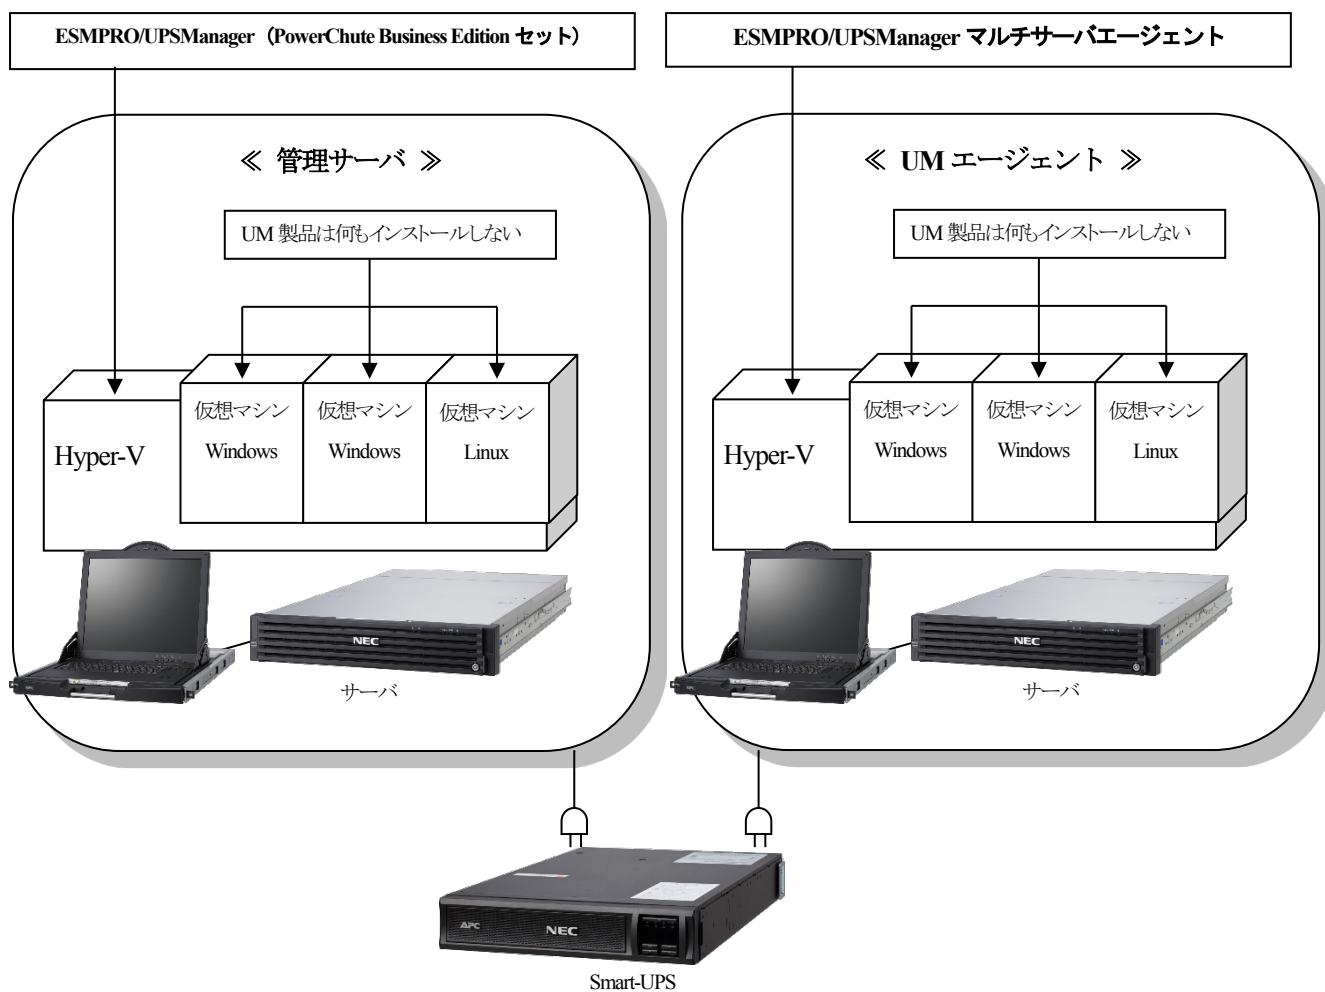 ESMPRO/UPSManager（PowerChute Business Edition セット）
ESMPRO/UPSManager マルチサーバエージェント
≪ 管理サーバ ≫
≪ UM エージェント ≫
UM 製品は何もインストールしない
UM 製品は何もインストールしない
Hyper-V
仮想マシン
Windows
仮想マシン
Windows
仮想マシン
Linux
Hyper-V
仮想マシン
Windows
仮想マシン
Windows
仮想マシン
Linux
NEC
サーバ
NEC
サーバ
APC
NEC
Smart-UPS